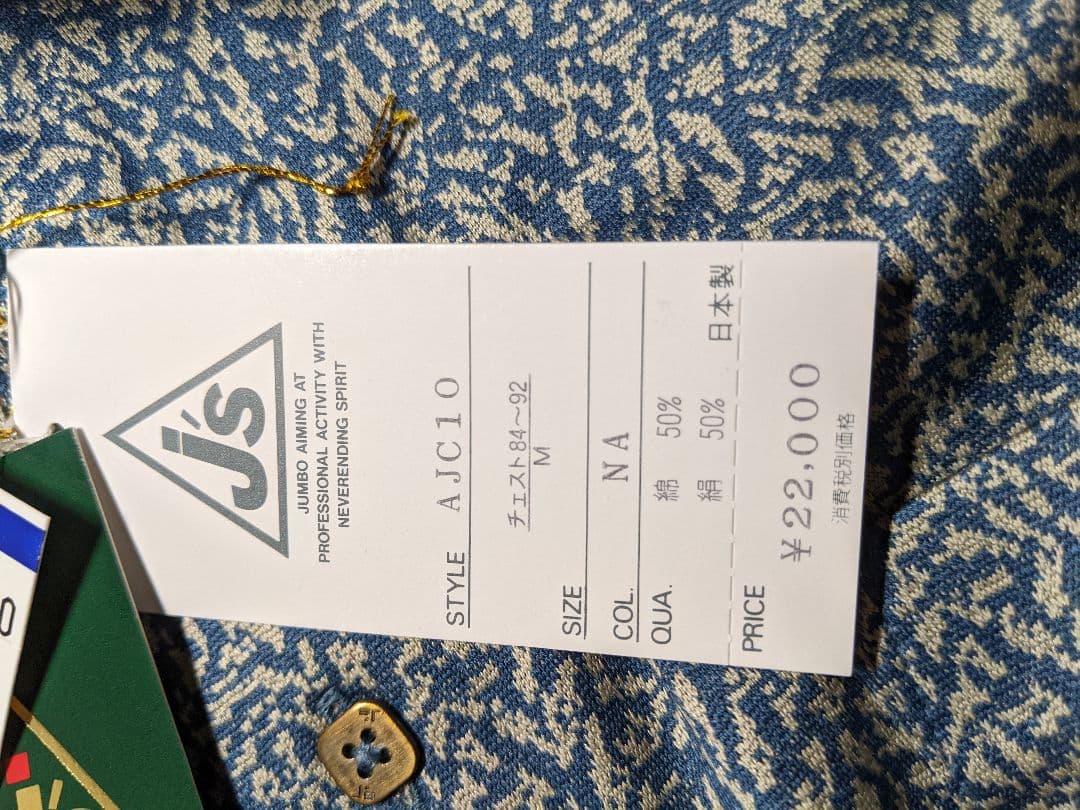 J's
JUMBO AIMING AT
PROFESSIONAL ACTIVITY WITH
NEVERENDING SPIRIT
STYLE AJC10
チェスト84～92
SIZE M
COL. NA
QUA. 綿 50%
絹 50% 日本製
PRICE
¥22,000
消費税別価格